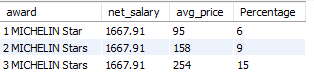 award net_salary avg_price Percentage
1 MICHELIN Star 1667.91 95 6
2 MICHELIN Stars 1667.91 158 9
3 MICHELIN Stars 1667.91 254 15